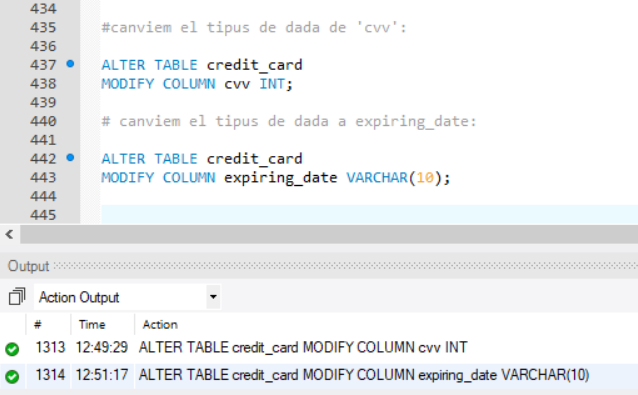 434
435 #canviem el tipus de dada de 'cvv':
436
437 ALTER TABLE credit_card
438 MODIFY COLUMN cvv INT;
439
440 # canviem el tipus de dada a expiring_date:
441
442 ALTER TABLE credit_card
443 MODIFY COLUMN expiring_date VARCHAR(10);
444
445
Output
Action Output
# Time Action
1313 12:49:29 ALTER TABLE credit_card MODIFY COLUMN cvv INT
1314 12:51:17 ALTER TABLE credit_card MODIFY COLUMN expiring_date VARCHAR(10)